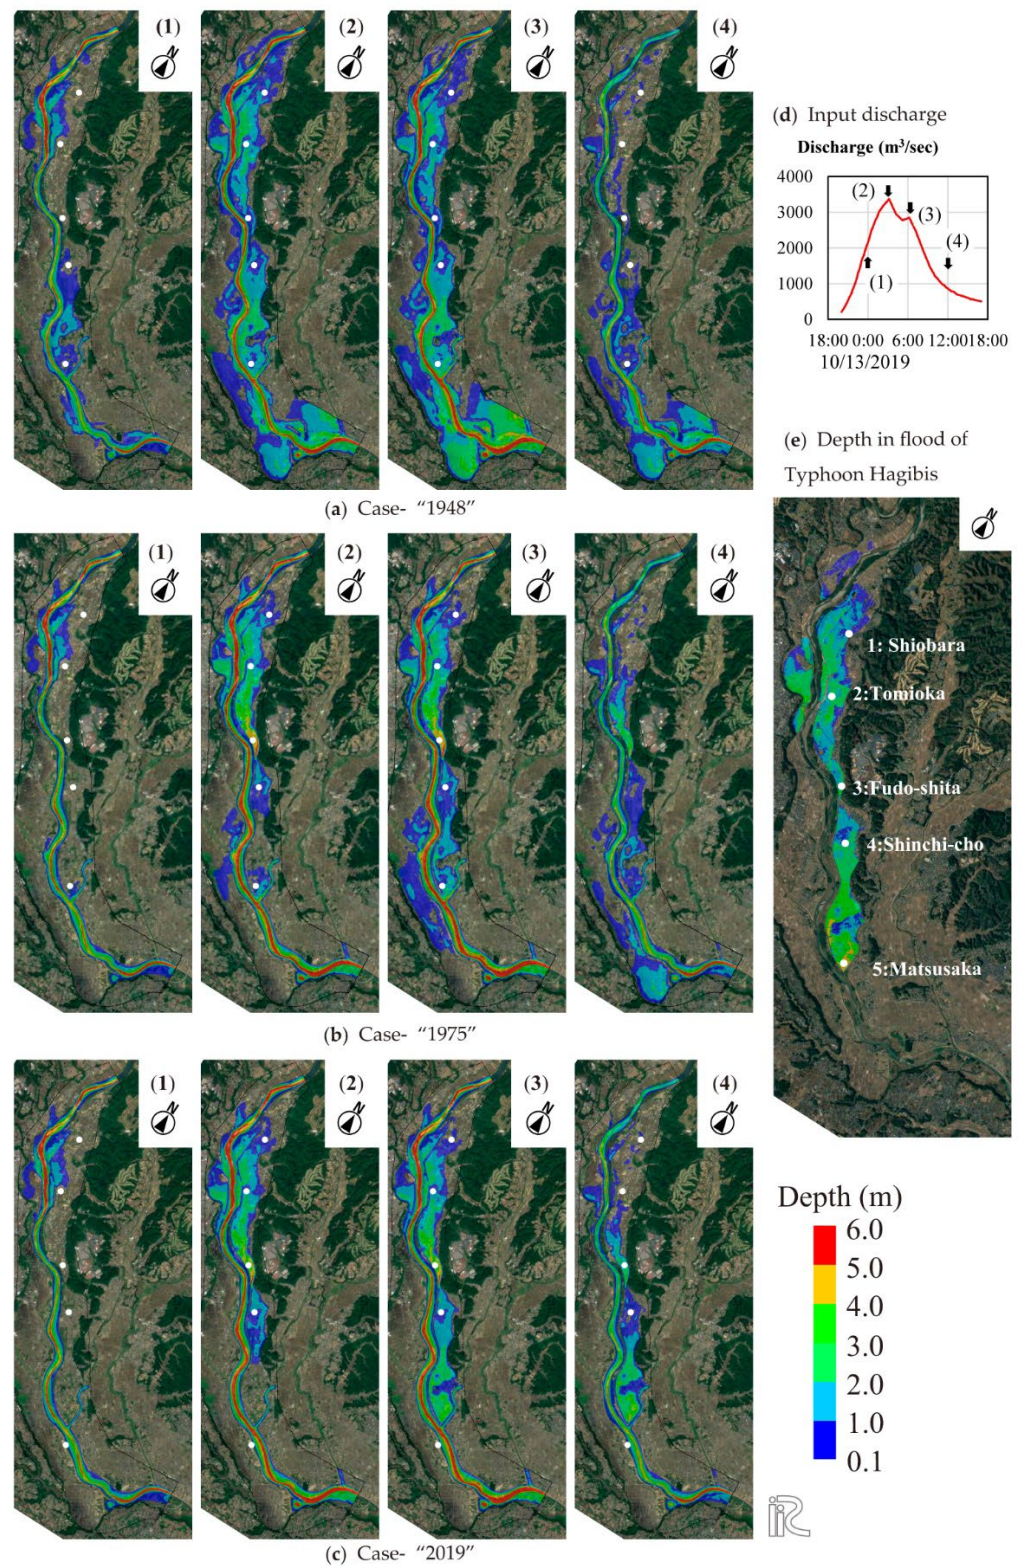 (1)
N
(2)
N
(3)
N
(4)
N
(a) Case- “1948”
(1)
N
(2)
N
(3)
N
(4)
N
(b) Case- “1975”
(1)
N
(2)
N
(3)
N
(4)
N
(c) Case- “2019”
(d) Input discharge
Discharge (m³/sec)
4000
3000
2000
1000
0
(2)
(3)
(4)
(1)
18:00 0:00 6:00 12:00 18:00
10/13/2019
(e) Depth in flood of
Typhoon Hagibis
N
1: Shiobara
2:Tomioka
3:Fudo-shita
4:Shinchi-cho
5:Matsusaka
Depth (m)
6.0
5.0
4.0
3.0
2.0
1.0
0.1
iRiC